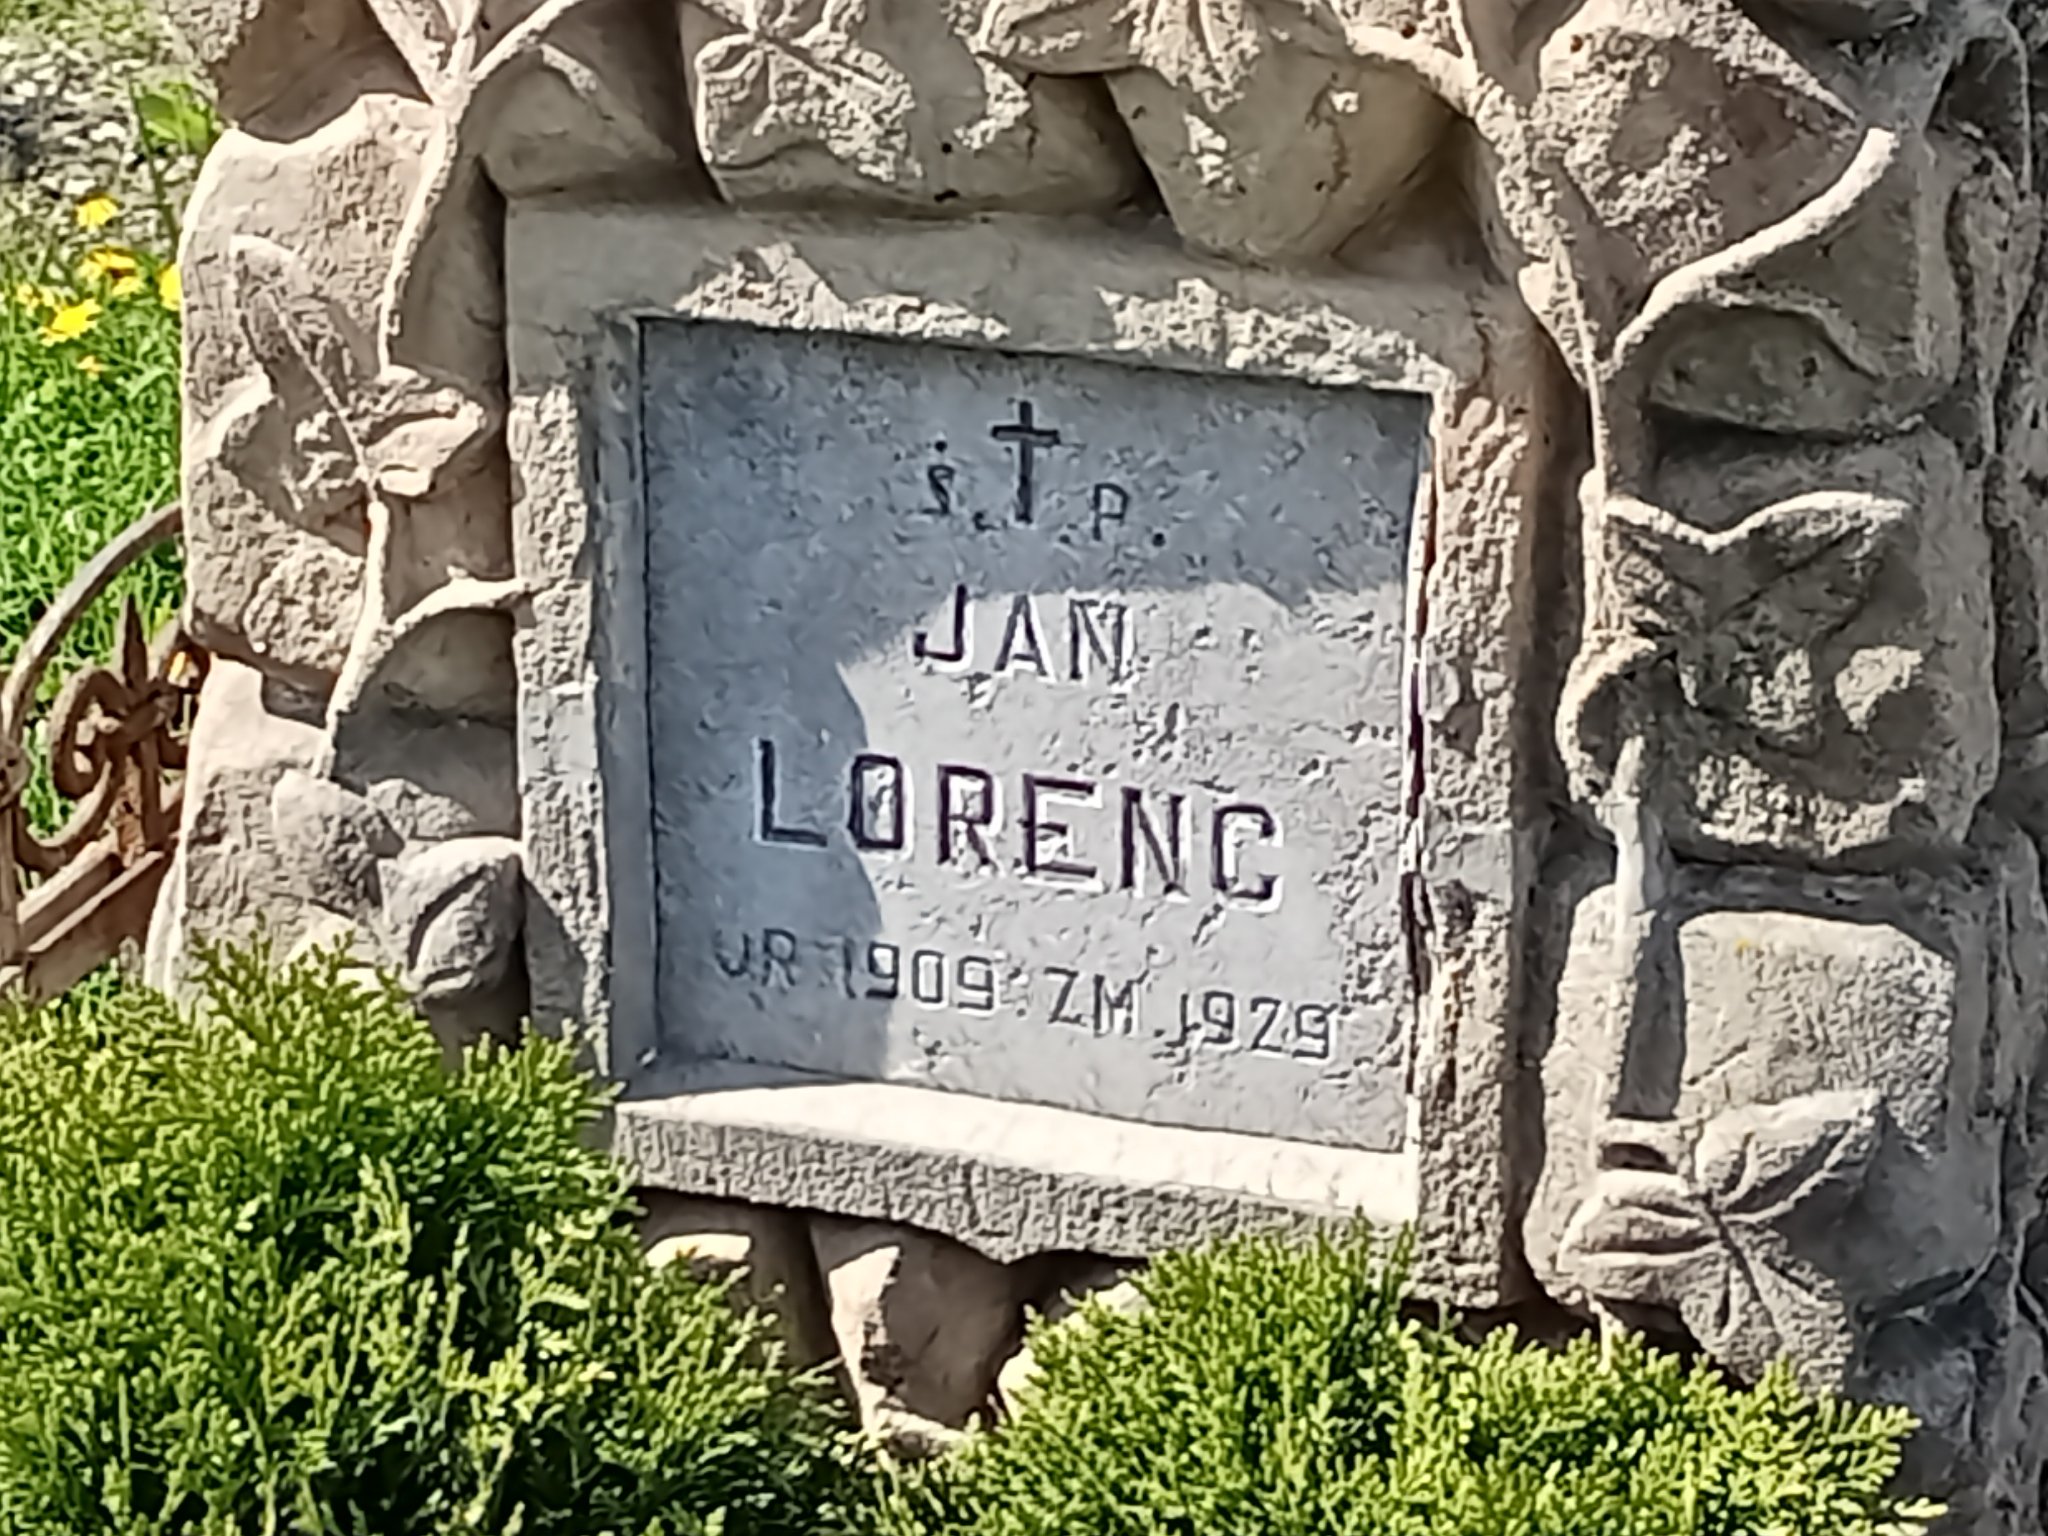 Ś. † P.
JAN
LORENC
UR 1909. ZM. 1929